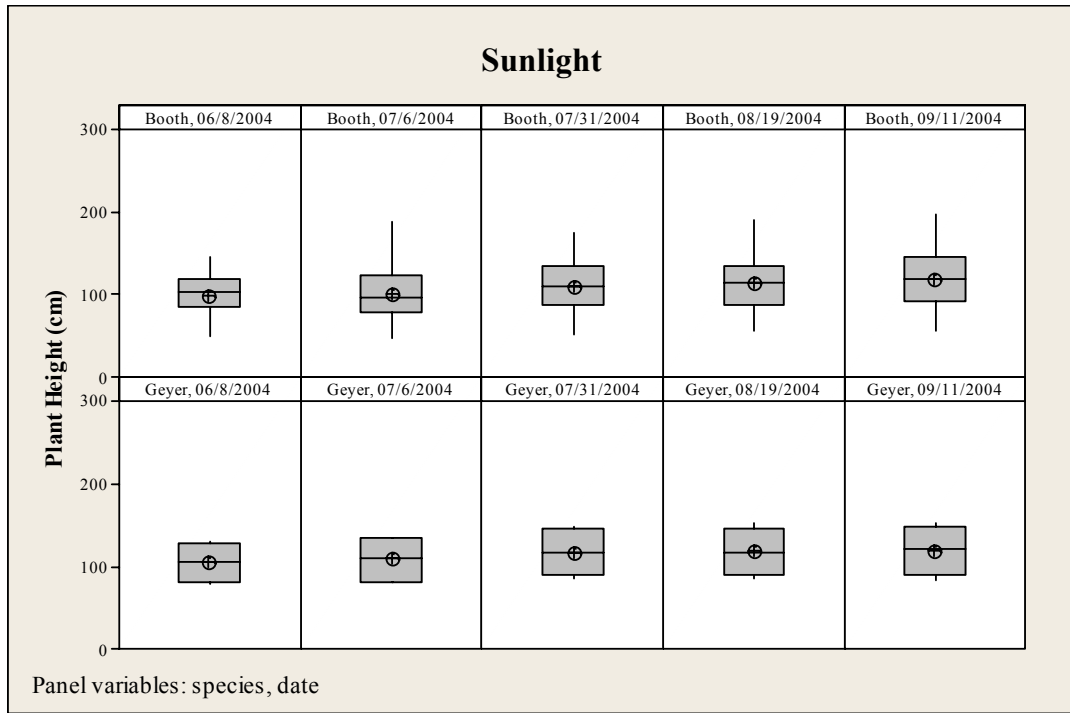 Sunlight
Plant Height (cm)
Booth, 06/8/2004 Booth, 07/6/2004 Booth, 07/31/2004 Booth, 08/19/2004 Booth, 09/11/2004
300
200
100
0
Geyer, 06/8/2004 Geyer, 07/6/2004 Geyer, 07/31/2004 Geyer, 08/19/2004 Geyer, 09/11/2004
300
200
100
0
Panel variables: species, date